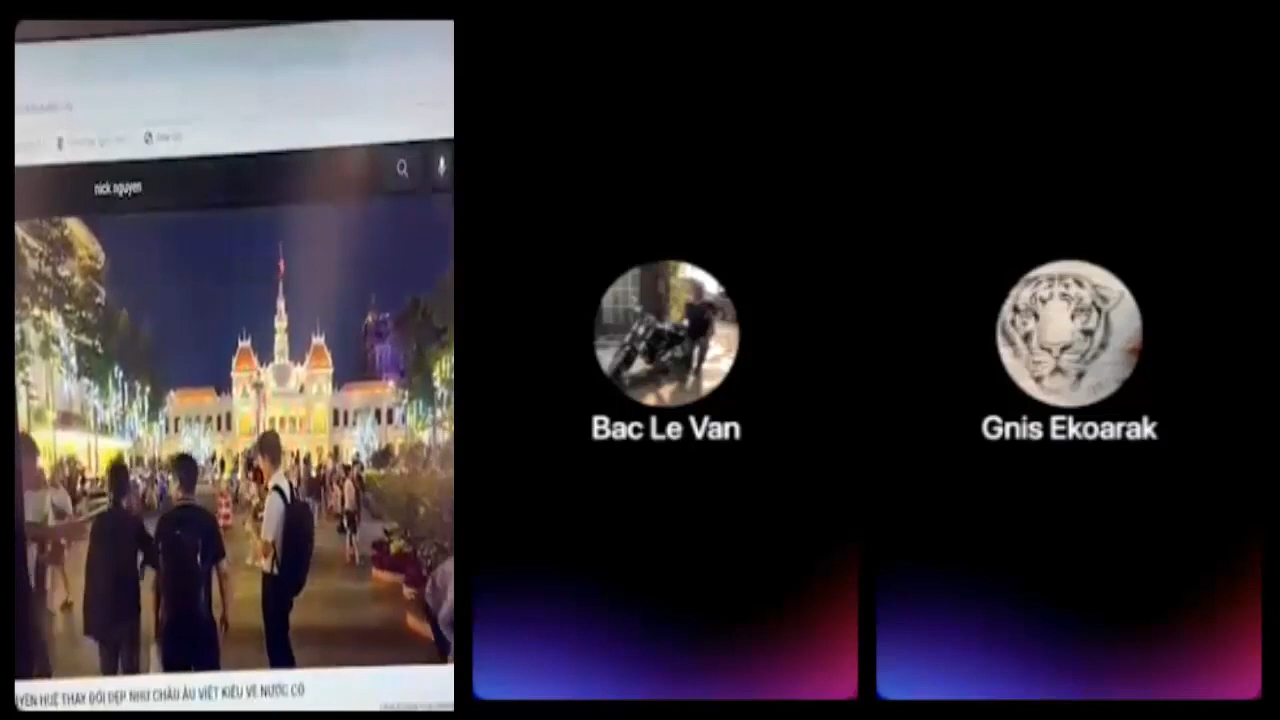 nick nguyen
YỄN HUỆ THAY ĐỔI ĐẸP NHƯ CHÂU ÂU VIỆT KIỀU VỀ NƯỚC CÓ
Bac Le Van
Gnis Ekoarak